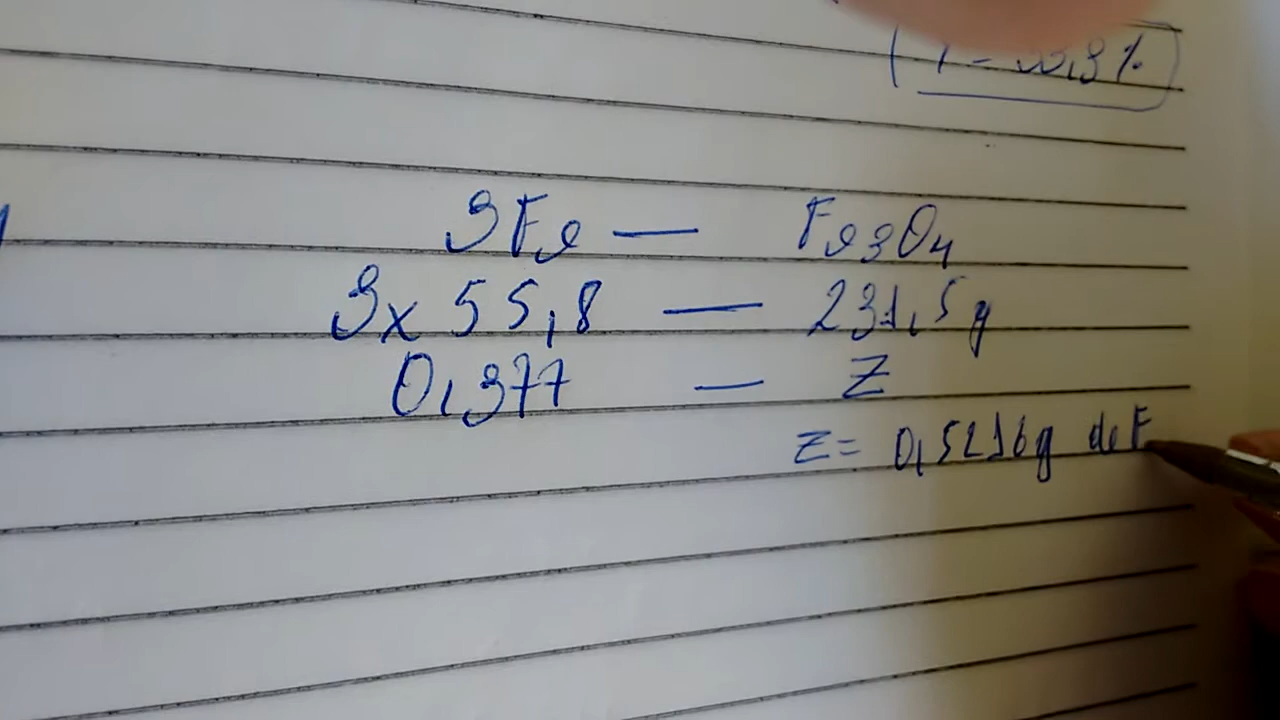 3Fe — Fe3O4
3x 55,8 — 231,5g
0,377 — Z
Z= 0,5216g de F